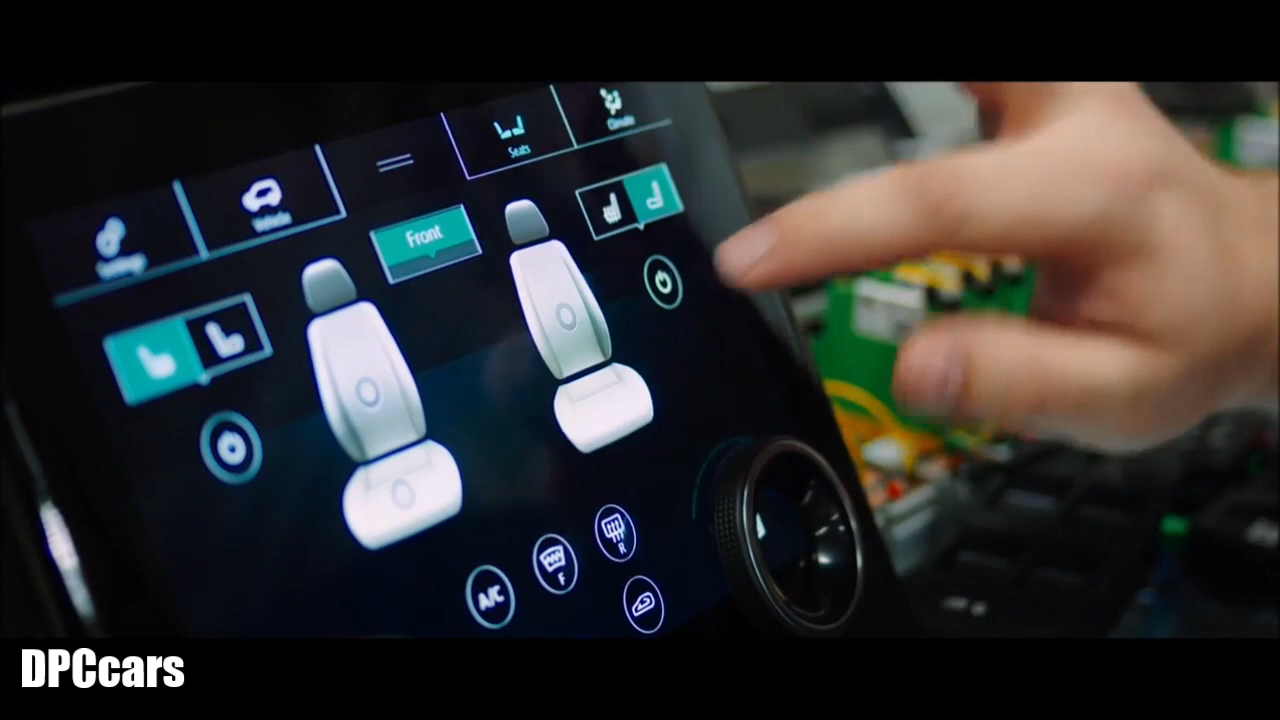 Climate
Seats
Vehicle
Settings
Front
R
F
A/C
DPCcars